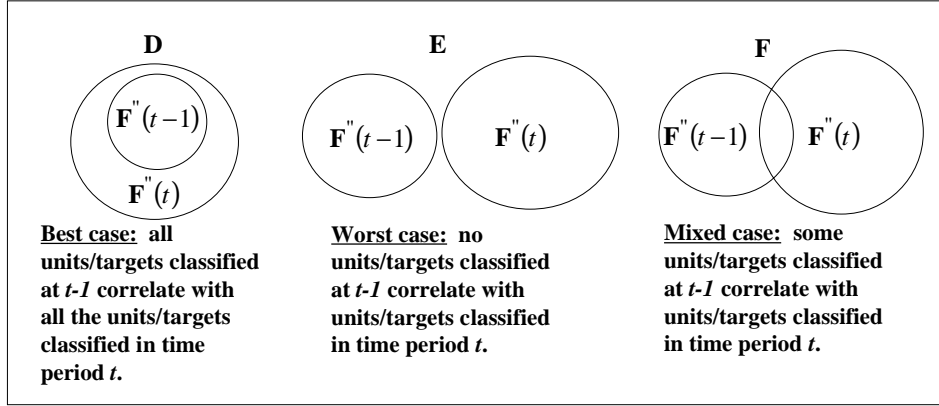 D
F"(t−1)
F"(t)
Best case: all
units/targets classified
at t-1 correlate with
all the units/targets
classified in time
period t.
E
F"(t−1)
F"(t)
Worst case: no
units/targets classified
at t-1 correlate with
units/targets classified
in time period t.
F
F"(t−1)
F"(t)
Mixed case: some
units/targets classified
at t-1 correlate with
units/targets classified
in time period t.